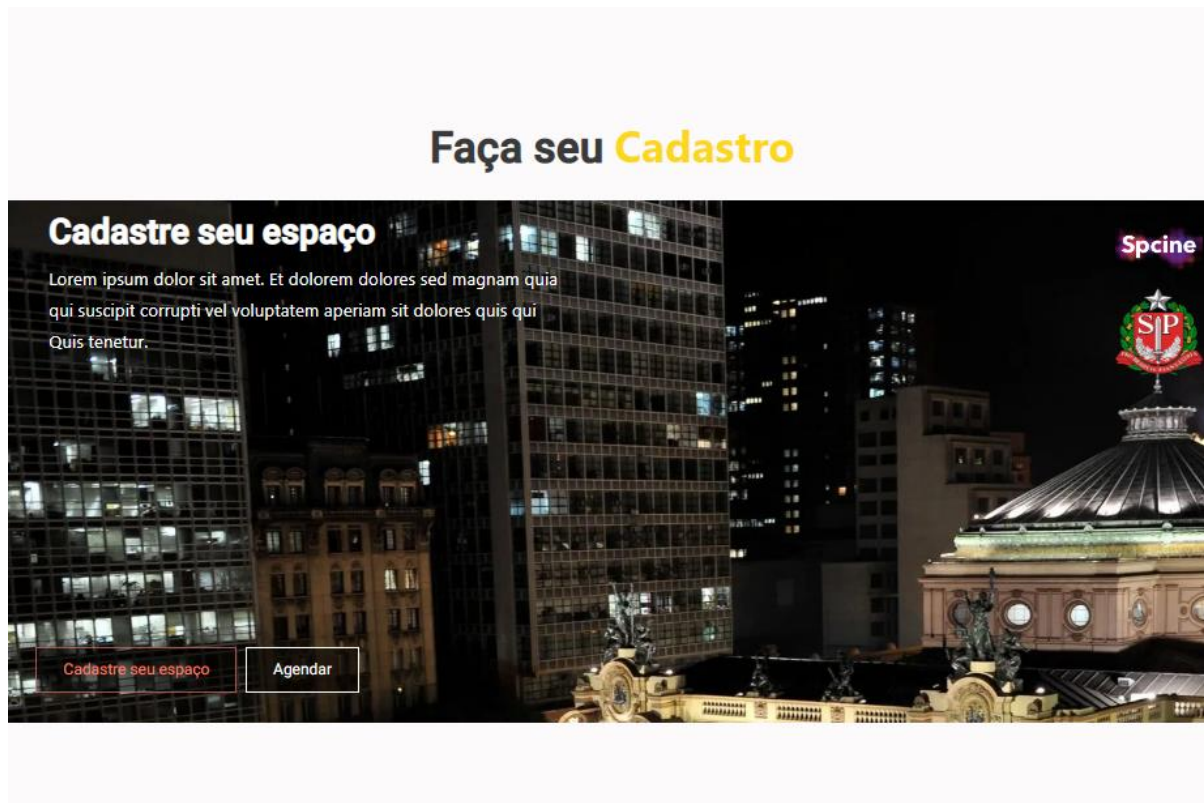 Faça seu Cadastro
Cadastre seu espaço
Spcine
Lorem ipsum dolor sit amet. Et dolorem dolores sed magnam quia
qui suscipit corrupti vel voluptatem aperiam sit dolores quis qui
Quis tenetur.
SP
Cadastre seu espaço
Agendar